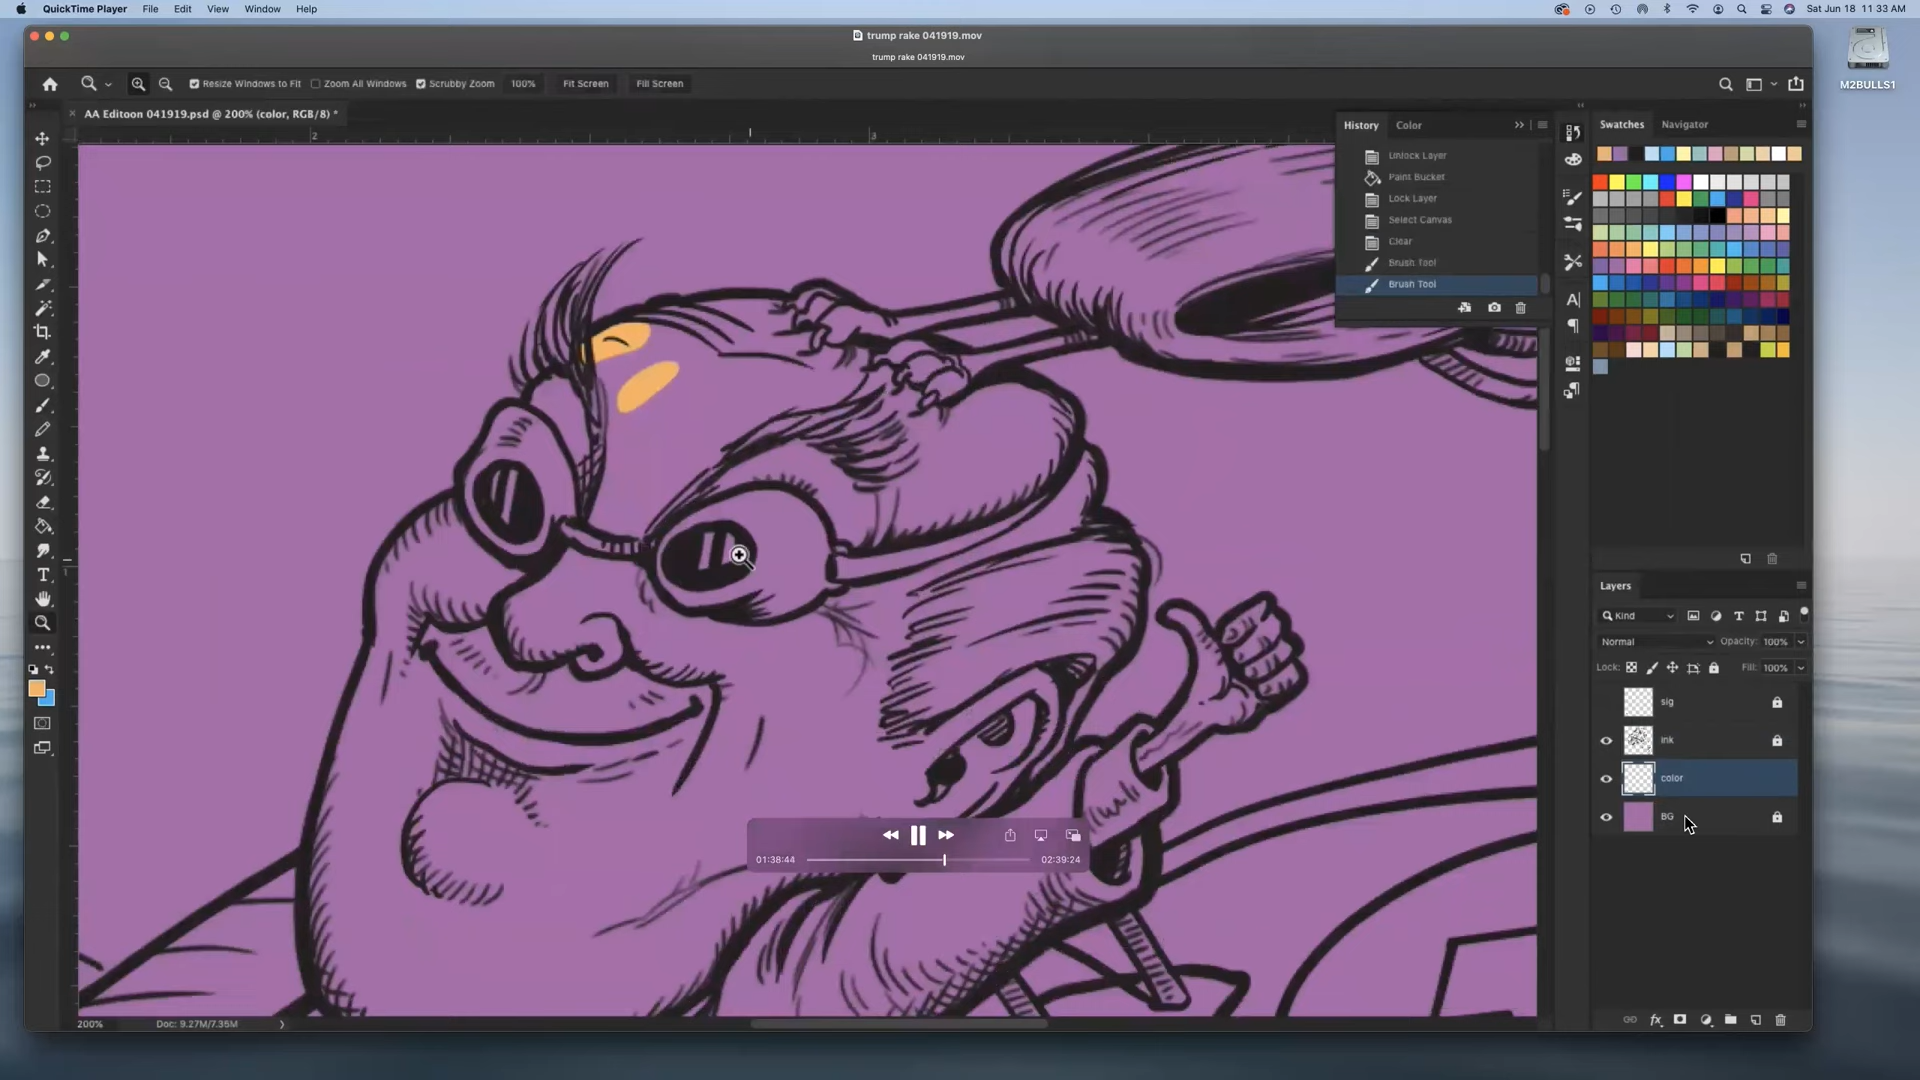 QuickTime Player File Edit View Window Help
Sat Jun 18 11:33 AM
trump rake 041919.mov
trump rake 041919.mov
M2BULLS1
Resize Windows to Fit Zoom All Windows Scrubby Zoom 100% Fit Screen Fill Screen
AA Editoon 041919.psd @ 200% (color, RGB/8) *
2 3
1
History Color
Unlock Layer
Paint Bucket
Lock Layer
Select Canvas
Clear
Brush Tool
Brush Tool
Swatches Navigator
Layers
Kind
Normal Opacity: 100%
Lock: Fill: 100%
sig
ink
color
BG
01:38:44 02:39:24
200% Doc: 9.27M/7.35M